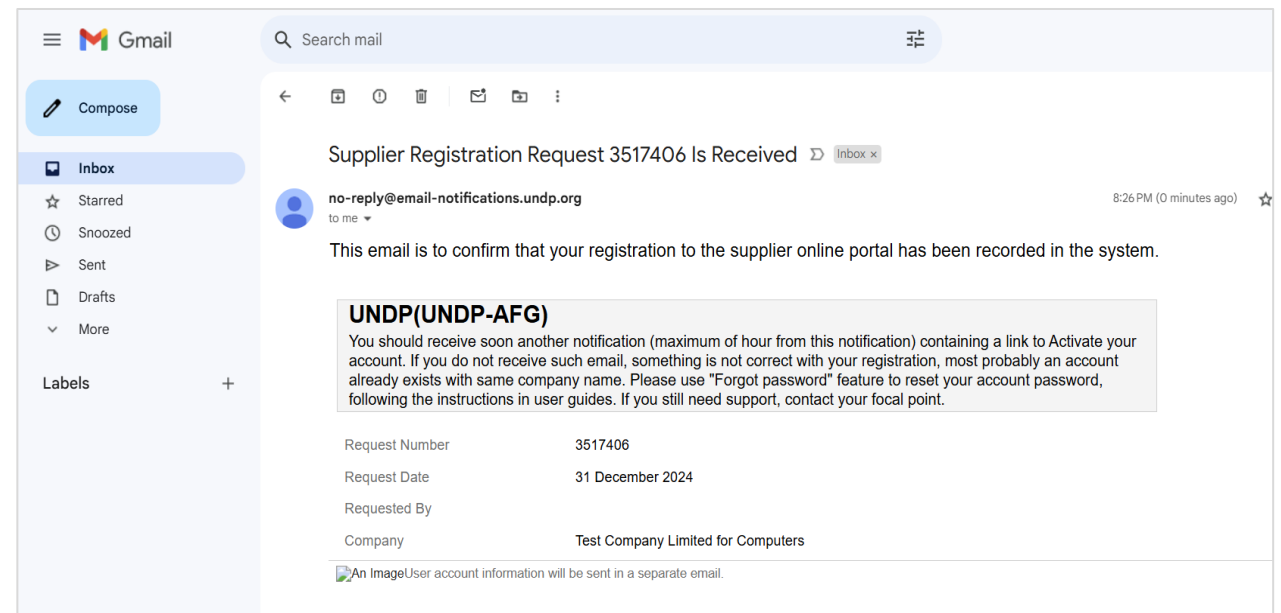 Gmail
Search mail
Compose
Inbox
Starred
Snoozed
Sent
Drafts
More
Labels
Supplier Registration Request 3517406 Is Received Inbox ×
no-reply@email-notifications.undp.org 8:26 PM (0 minutes ago)
to me
This email is to confirm that your registration to the supplier online portal has been recorded in the system.
UNDP(UNDP-AFG)
You should receive soon another notification (maximum of hour from this notification) containing a link to Activate your
account. If you do not receive such email, something is not correct with your registration, most probably an account
already exists with same company name. Please use "Forgot password" feature to reset your account password,
following the instructions in user guides. If you still need support, contact your focal point.
Request Number 3517406
Request Date 31 December 2024
Requested By
Company Test Company Limited for Computers
An ImageUser account information will be sent in a separate email.